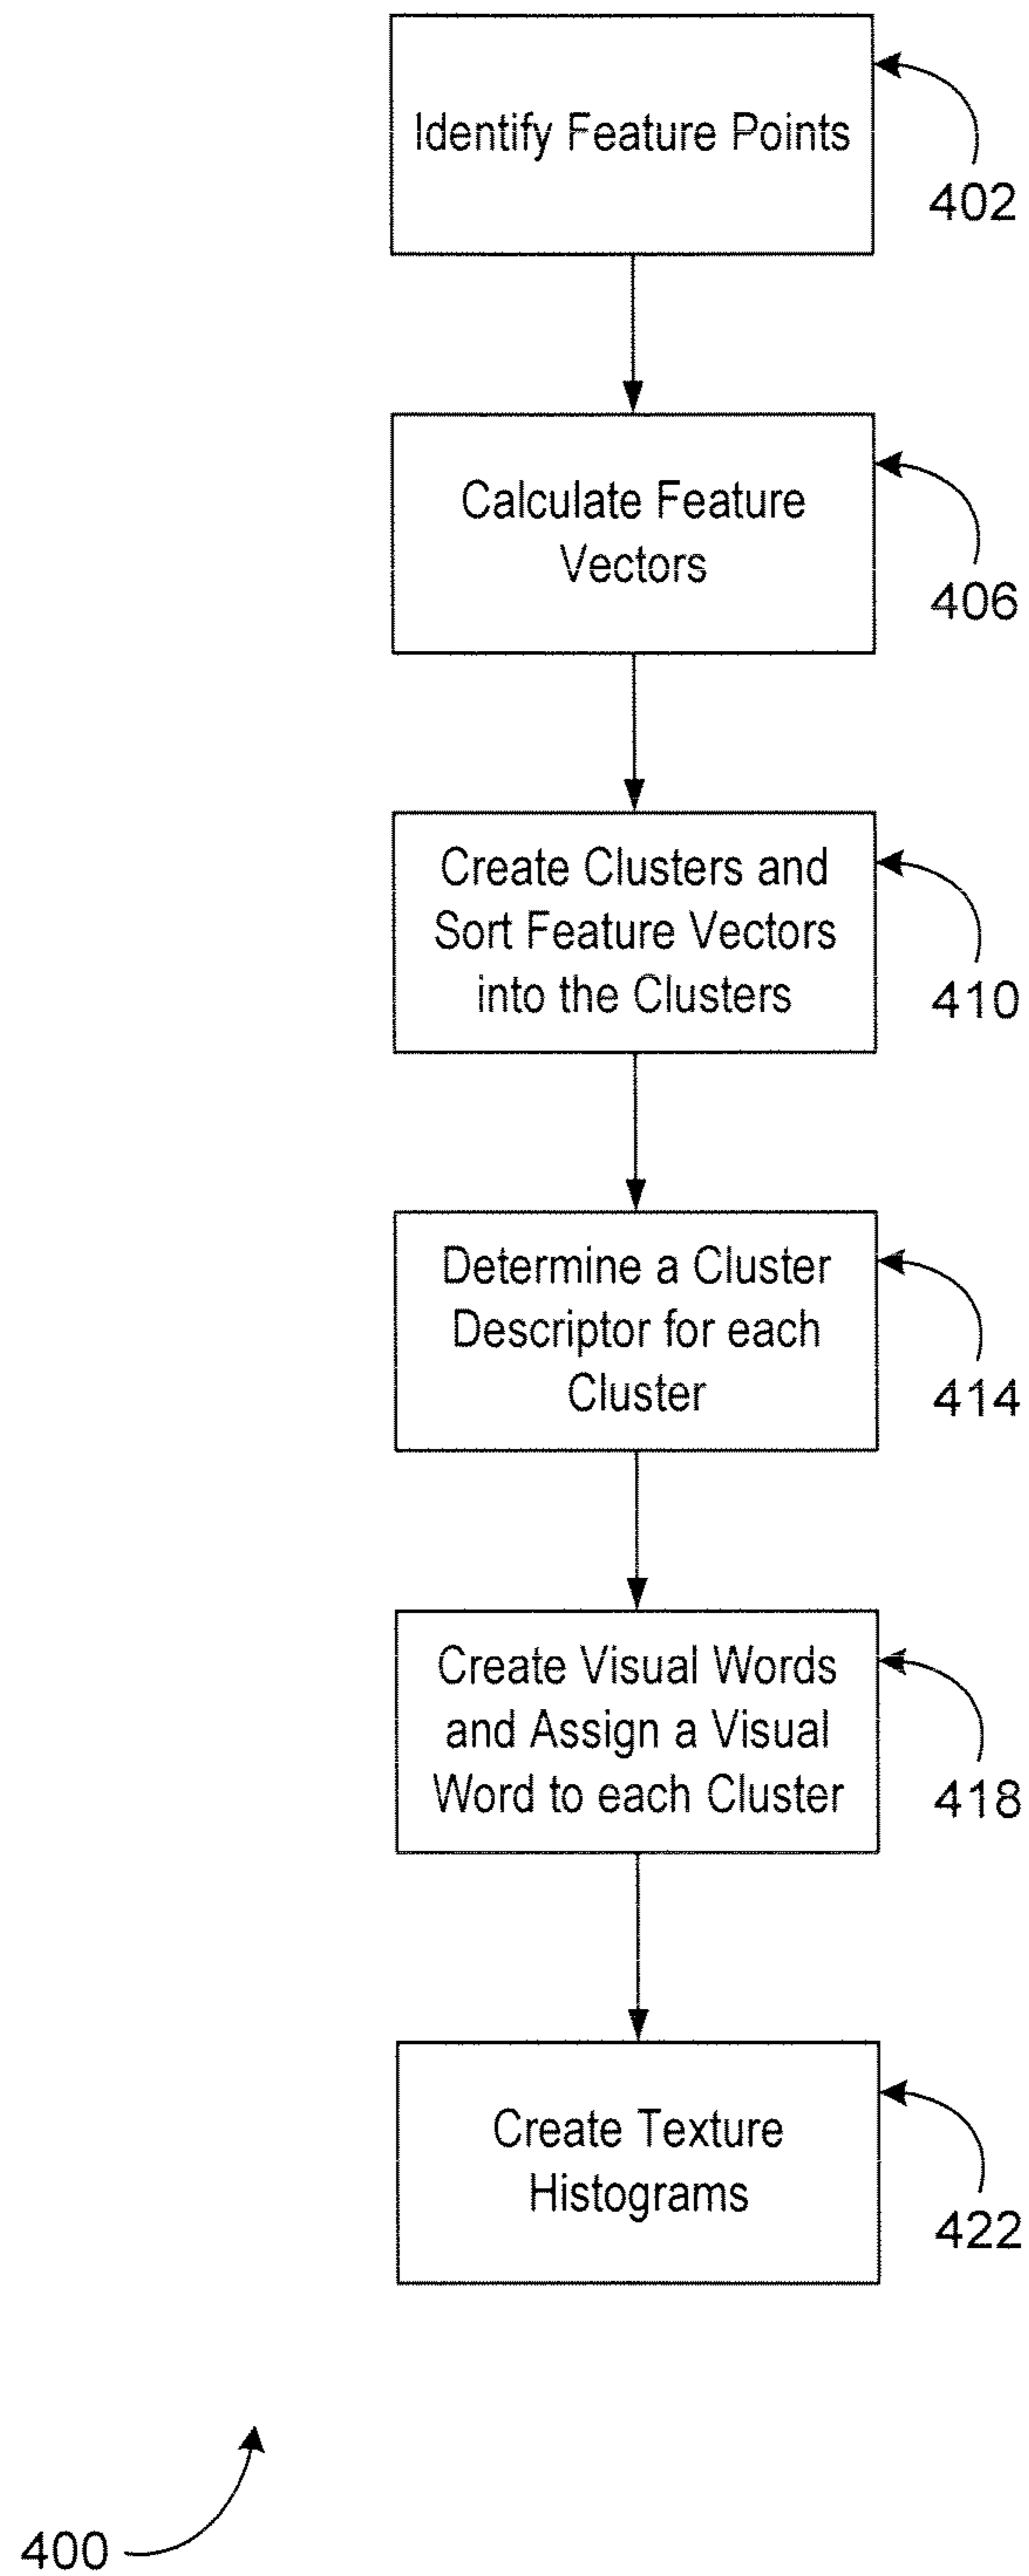 Identify Feature Points
402
Calculate Feature
Vectors
406
Create Clusters and
Sort Feature Vectors
into the Clusters
410
Determine a Cluster
Descriptor for each
Cluster
414
Create Visual Words
and Assign a Visual
Word to each Cluster
418
Create Texture
Histograms
422
400